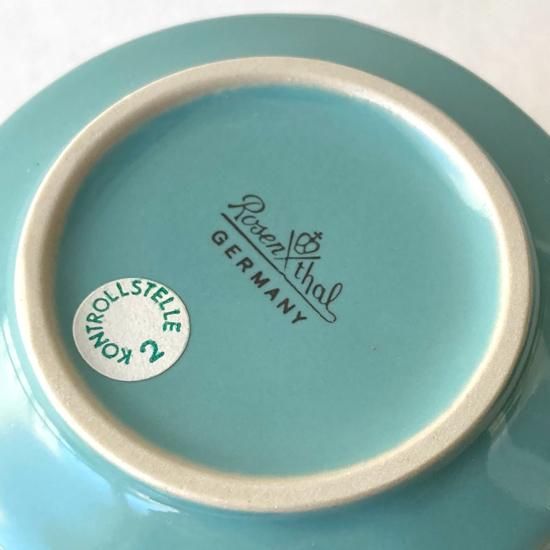 Rosenthal
GERMANY
KONTROLLSTELLE
2